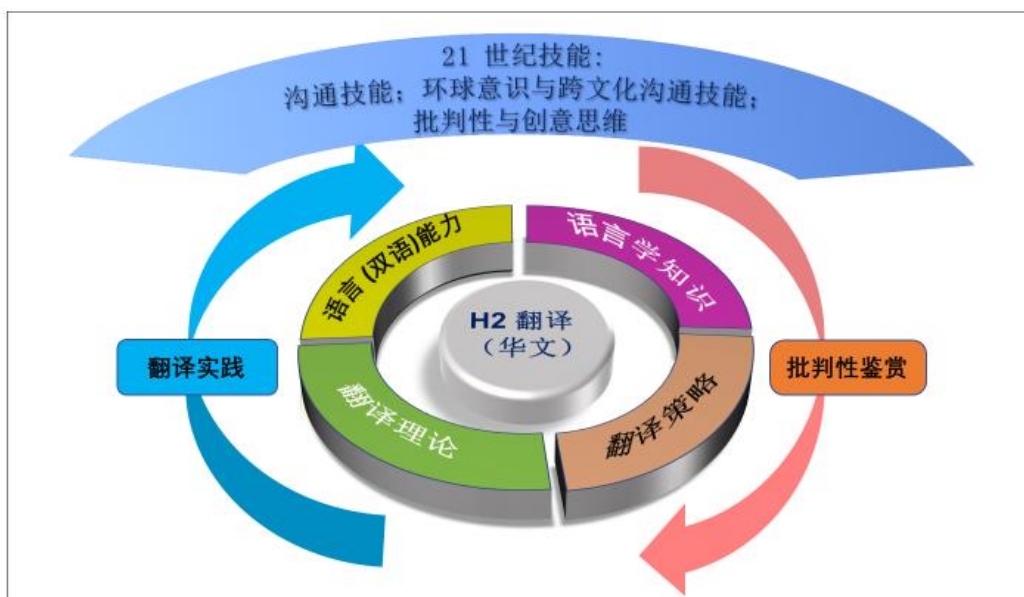 21 世纪技能:
沟通技能；环球意识与跨文化沟通技能；
批判性与创意思维
语言(双语)能力
语言学知识
H2 翻译
（华文）
翻译实践
批判性鉴赏
翻译理论
翻译策略